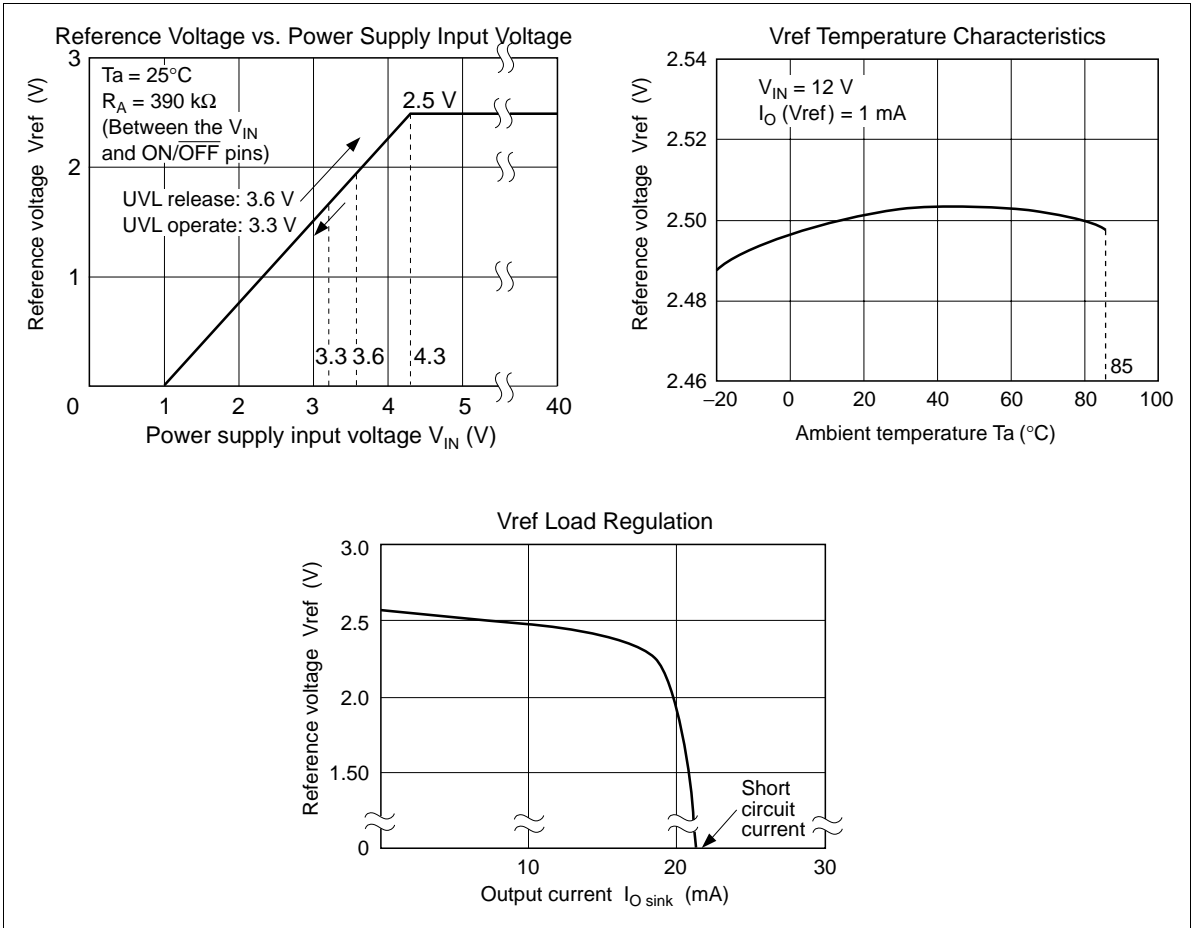 Reference Voltage vs. Power Supply Input Voltage
Reference voltage Vref (V)
3
2
1
Ta = 25°C
R_A = 390 kΩ
(Between the V_IN
and ON/O̅F̅F̅ pins)
UVL release: 3.6 V
UVL operate: 3.3 V
2.5 V
3.3 3.6 4.3
0 1 2 3 4 5 40
Power supply input voltage V_IN (V)
Vref Temperature Characteristics
Reference voltage Vref (V)
2.54
2.52
2.50
2.48
2.46
V_IN = 12 V
I_O (Vref) = 1 mA
85
−20 0 20 40 60 80 100
Ambient temperature Ta (°C)
Vref Load Regulation
Reference voltage Vref (V)
3.0
2.5
2.0
1.50
0
Short
circuit
current
10 20 30
Output current I_O sink (mA)